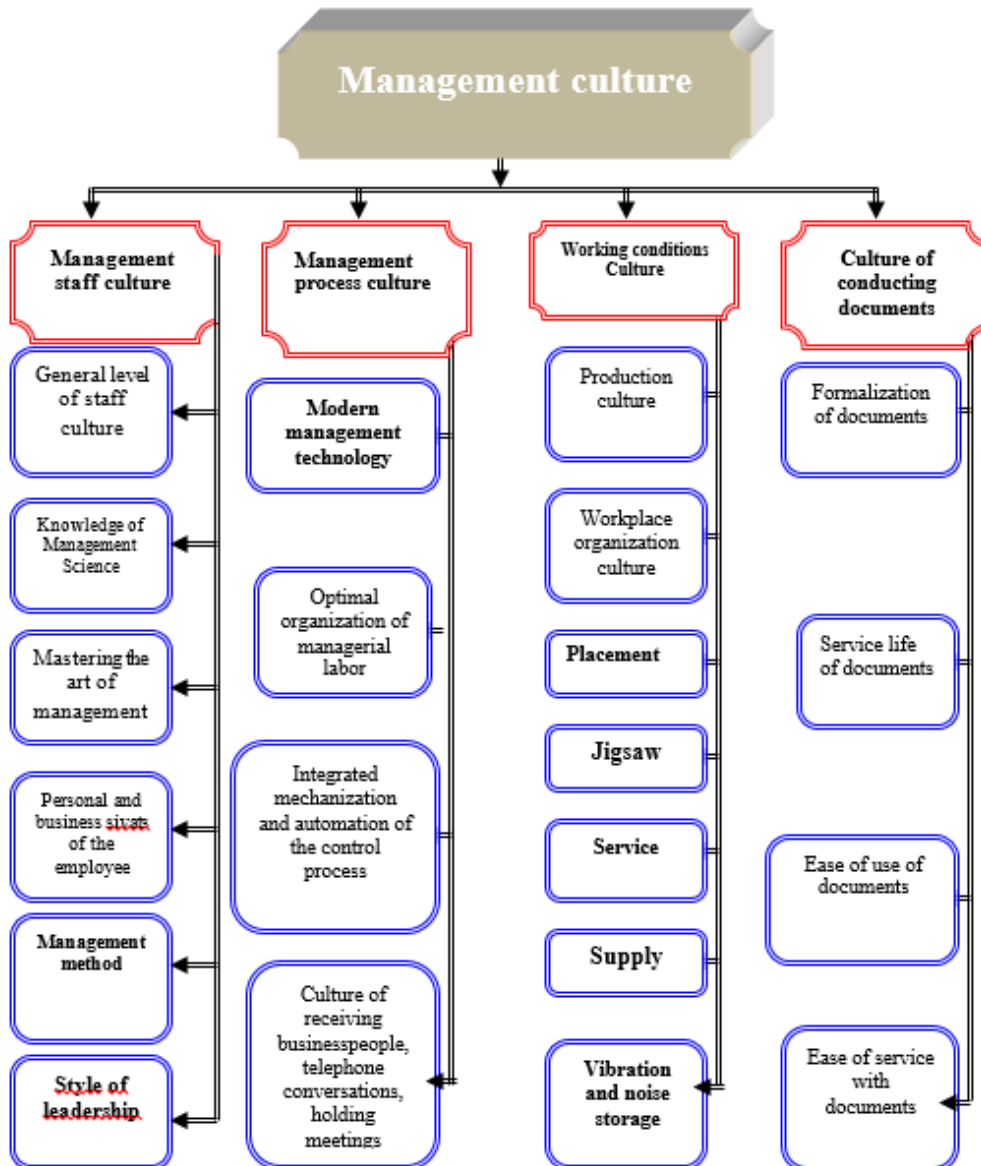 Management culture
Management
staff culture
General level
of staff
culture
Knowledge of
Management
Science
Mastering the
art of
management
Personal and
business sivats
of the
employee
Management
method
Style of
leadership
Management
process culture
Modern
management
technology
Optimal
organization of
managerial
labor
Integrated
mechanization
and automation of
the control
process
Culture of
receiving
businesspeople,
telephone
conversations,
holding
meetings
Working conditions
Culture
Production
culture
Workplace
organization
culture
Placement
Jigsaw
Service
Supply
Vibration
and noise
storage
Culture of
conducting
documents
Formalization
of documents
Service life
of documents
Ease of use of
documents
Ease of service
with
documents